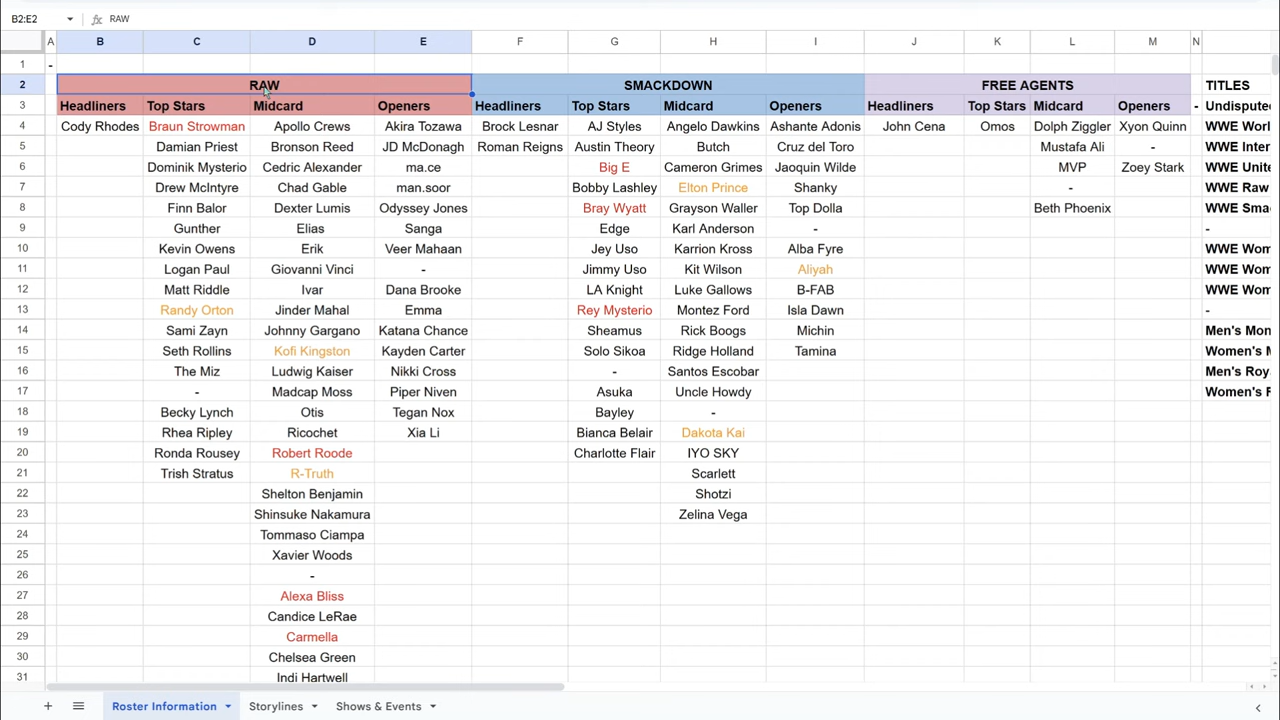 B2:E2 RAW
A B C D E F G H I J K L M N
1 -
2 RAW SMACKDOWN FREE AGENTS TITLES
3 Headliners Top Stars Midcard Openers Headliners Top Stars Midcard Openers Headliners Top Stars Midcard Openers - Undispute
4 Cody Rhodes Braun Strowman Apollo Crews Akira Tozawa Brock Lesnar AJ Styles Angelo Dawkins Ashante Adonis John Cena Omos Dolph Ziggler Xyon Quinn WWE Worl
5 Damian Priest Bronson Reed JD McDonagh Roman Reigns Austin Theory Butch Cruz del Toro Mustafa Ali - WWE Inter
6 Dominik Mysterio Cedric Alexander ma.ce Big E Cameron Grimes Jaoquin Wilde MVP Zoey Stark WWE Unite
7 Drew McIntyre Chad Gable man.soor Bobby Lashley Elton Prince Shanky - WWE Raw
8 Finn Balor Dexter Lumis Odyssey Jones Bray Wyatt Grayson Waller Top Dolla Beth Phoenix WWE Sma
9 Gunther Elias Sanga Edge Karl Anderson - -
10 Kevin Owens Erik Veer Mahaan Jey Uso Karrion Kross Alba Fyre WWE Wom
11 Logan Paul Giovanni Vinci - Jimmy Uso Kit Wilson Aliyah WWE Wom
12 Matt Riddle Ivar Dana Brooke LA Knight Luke Gallows B-FAB WWE Wom
13 Randy Orton Jinder Mahal Emma Rey Mysterio Montez Ford Isla Dawn -
14 Sami Zayn Johnny Gargano Katana Chance Sheamus Rick Boogs Michin Men's Mon
15 Seth Rollins Kofi Kingston Kayden Carter Solo Sikoa Ridge Holland Tamina Women's M
16 The Miz Ludwig Kaiser Nikki Cross - Santos Escobar Men's Roy
17 - Madcap Moss Piper Niven Asuka Uncle Howdy Women's R
18 Becky Lynch Otis Tegan Nox Bayley -
19 Rhea Ripley Ricochet Xia Li Bianca Belair Dakota Kai
20 Ronda Rousey Robert Roode Charlotte Flair IYO SKY
21 Trish Stratus R-Truth Scarlett
22 Shelton Benjamin Shotzi
23 Shinsuke Nakamura Zelina Vega
24 Tommaso Ciampa
25 Xavier Woods
26 -
27 Alexa Bliss
28 Candice LeRae
29 Carmella
30 Chelsea Green
31 Indi Hartwell
Roster Information Storylines Shows & Events